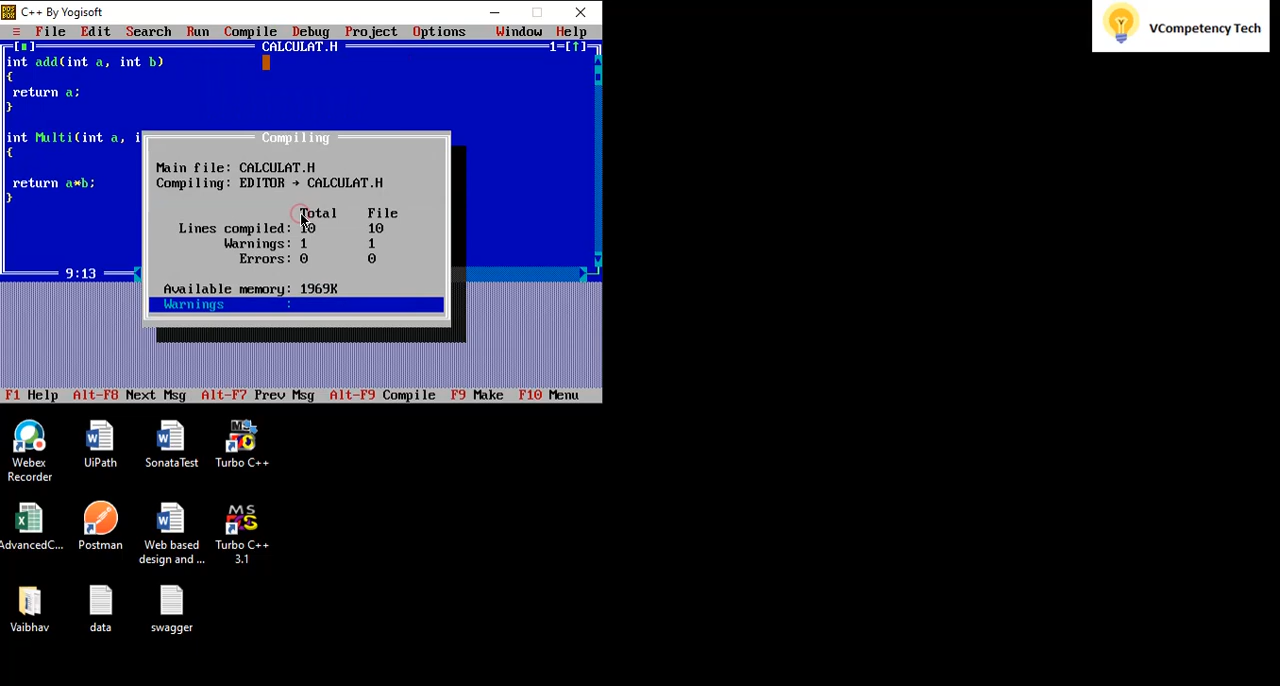 C++ By Yogisoft
VCompetency Tech
≡ File Edit Search Run Compile Debug Project Options Window Help
[■] CALCULAT.H 1=[↑]
int add(int a, int b)
{
return a;
}
int Multi(int a, i
{
return a*b;
}
Compiling
Main file: CALCULAT.H
Compiling: EDITOR → CALCULAT.H
Total File
Lines compiled: 10 10
Warnings: 1 1
Errors: 0 0
Available memory: 1969K
Warnings :
9:13
F1 Help Alt-F8 Next Msg Alt-F7 Prev Msg Alt-F9 Compile F9 Make F10 Menu
Webex
Recorder
UiPath
SonataTest
Turbo C++
AdvancedC...
Postman
Web based
design and ...
Turbo C++
3.1
Vaibhav
data
swagger